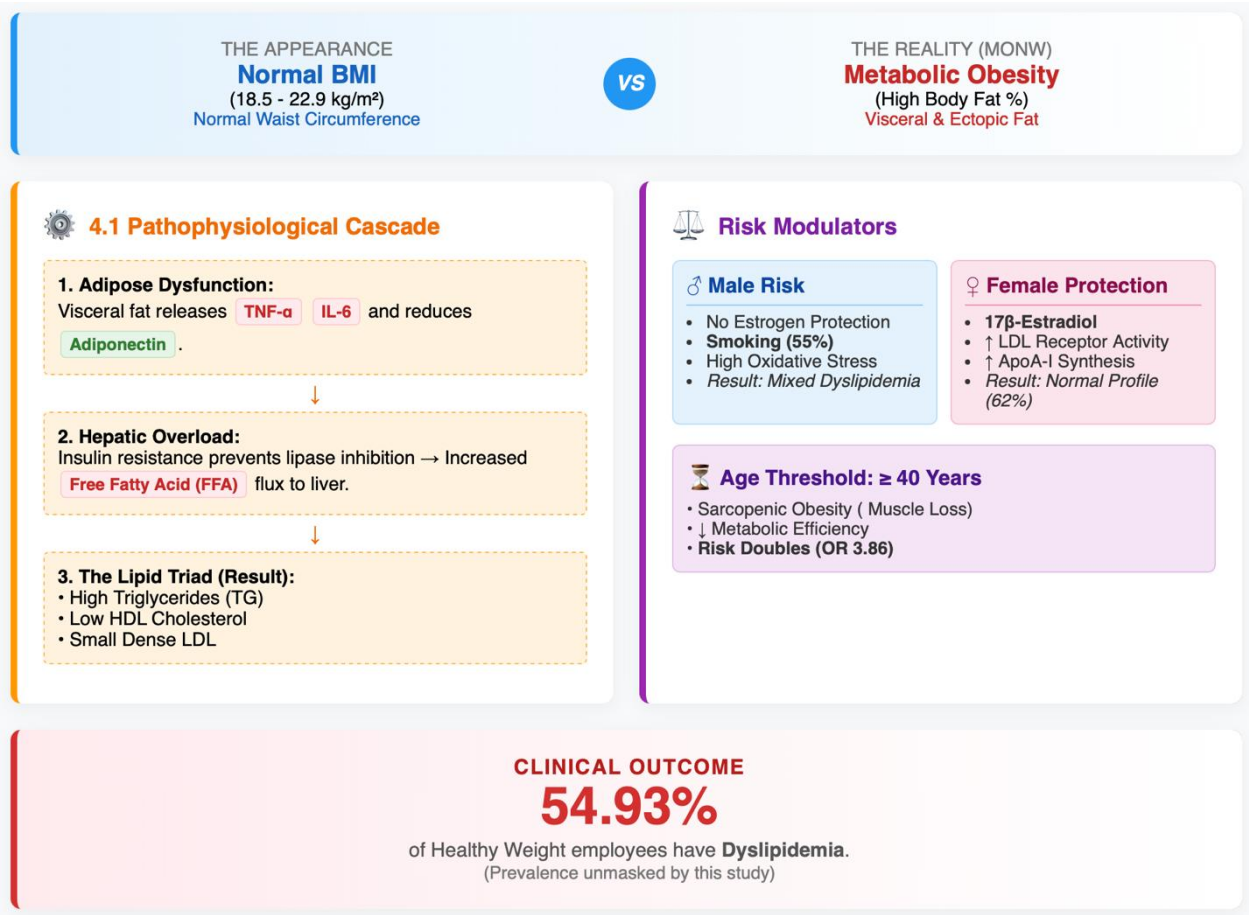 THE APPEARANCE
Normal BMI
(18.5 - 22.9 kg/m²)
Normal Waist Circumference
VS
THE REALITY (MONW)
Metabolic Obesity
(High Body Fat %)
Visceral & Ectopic Fat
4.1 Pathophysiological Cascade
1. Adipose Dysfunction:
Visceral fat releases TNF-α IL-6 and reduces
Adiponectin .
↓
2. Hepatic Overload:
Insulin resistance prevents lipase inhibition → Increased
Free Fatty Acid (FFA) flux to liver.
↓
3. The Lipid Triad (Result):
• High Triglycerides (TG)
• Low HDL Cholesterol
• Small Dense LDL
Risk Modulators
♂ Male Risk
• No Estrogen Protection
• Smoking (55%)
• High Oxidative Stress
• Result: Mixed Dyslipidemia
♀ Female Protection
• 17β-Estradiol
• ↑ LDL Receptor Activity
• ↑ ApoA-I Synthesis
• Result: Normal Profile
(62%)
Age Threshold: ≥ 40 Years
• Sarcopenic Obesity ( Muscle Loss)
• ↓ Metabolic Efficiency
• Risk Doubles (OR 3.86)
CLINICAL OUTCOME
54.93%
of Healthy Weight employees have Dyslipidemia.
(Prevalence unmasked by this study)